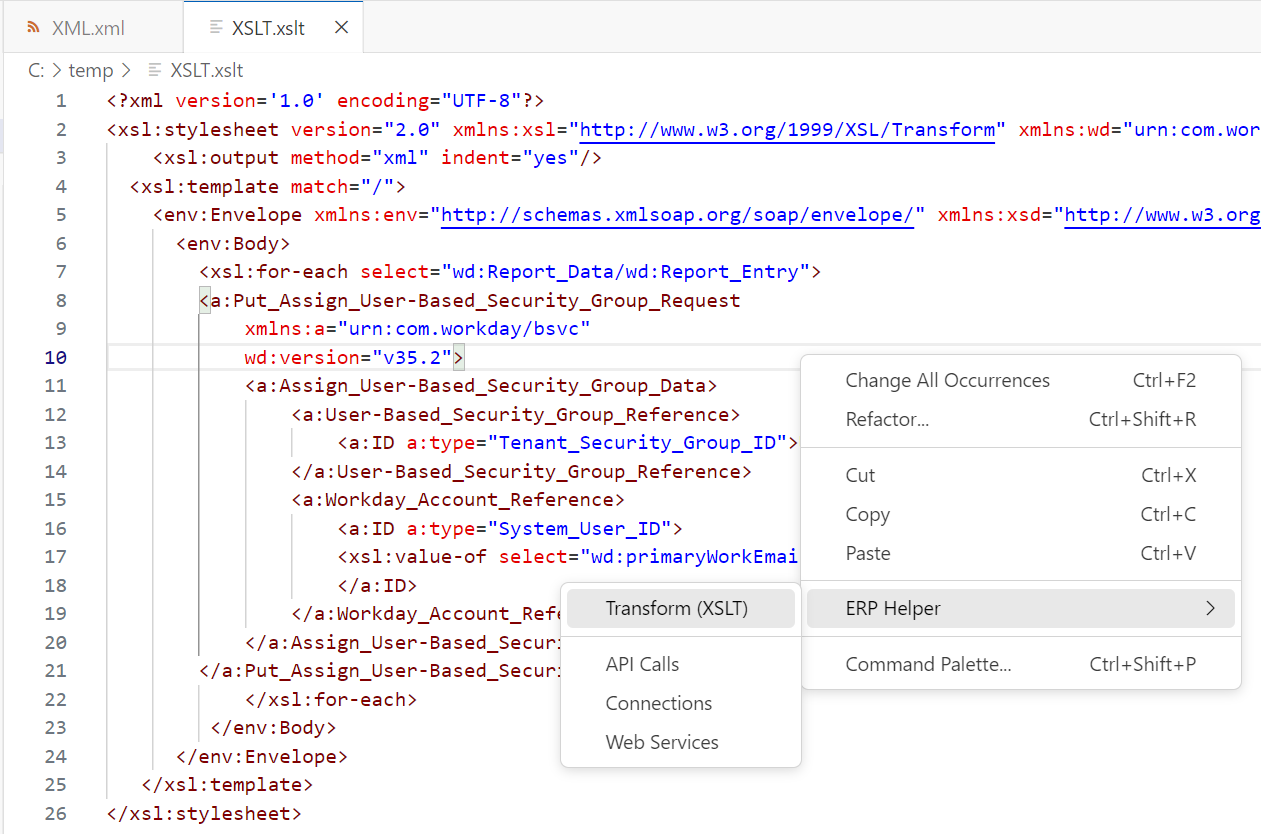 XML.xml
XSLT.xslt
C: > temp > XSLT.xslt
1 <?xml version='1.0' encoding="UTF-8"?>
2 <xsl:stylesheet version="2.0" xmlns:xsl="http://www.w3.org/1999/XSL/Transform" xmlns:wd="urn:com.wor
3 <xsl:output method="xml" indent="yes"/>
4 <xsl:template match="/">
5 <env:Envelope xmlns:env="http://schemas.xmlsoap.org/soap/envelope/" xmlns:xsd="http://www.w3.org
6 <env:Body>
7 <xsl:for-each select="wd:Report_Data/wd:Report_Entry">
8 <a:Put_Assign_User-Based_Security_Group_Request
9 xmlns:a="urn:com.workday/bsvc"
10 wd:version="v35.2">
11 <a:Assign_User-Based_Security_Group_Data>
12 <a:User-Based_Security_Group_Reference>
13 <a:ID a:type="Tenant_Security_Group_ID">
14 </a:User-Based_Security_Group_Reference>
15 <a:Workday_Account_Reference>
16 <a:ID a:type="System_User_ID">
17 <xsl:value-of select="wd:primaryWorkEmai
18 </a:ID>
19 </a:Workday_Account_Refe
20 </a:Assign_User-Based_Securi
21 </a:Put_Assign_User-Based_Securi
22 </xsl:for-each>
23 </env:Body>
24 </env:Envelope>
25 </xsl:template>
26 </xsl:stylesheet>
Change All Occurrences Ctrl+F2
Refactor... Ctrl+Shift+R
Cut Ctrl+X
Copy Ctrl+C
Paste Ctrl+V
ERP Helper
Command Palette... Ctrl+Shift+P
Transform (XSLT)
API Calls
Connections
Web Services